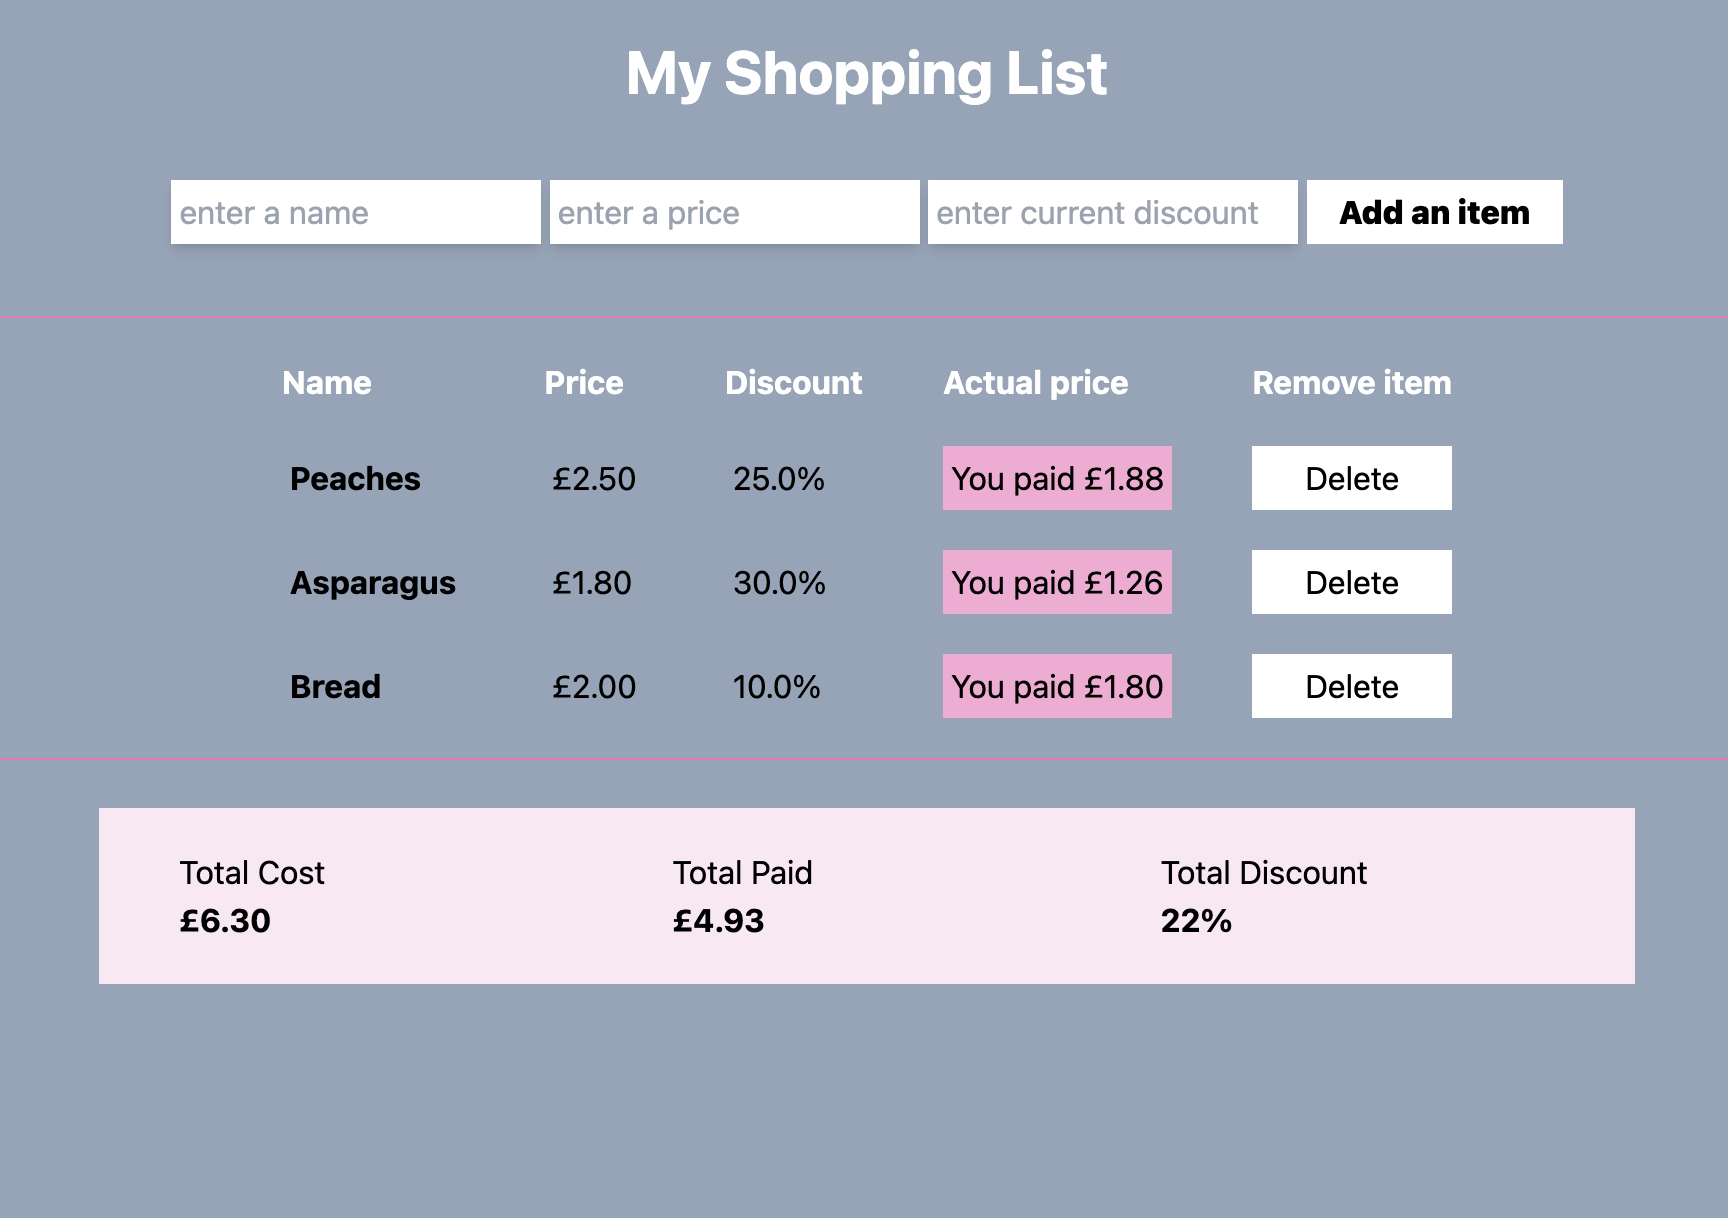 My Shopping List
enter a name enter a price enter current discount Add an item
Name Price Discount Actual price Remove item
Peaches £2.50 25.0% You paid £1.88 Delete
Asparagus £1.80 30.0% You paid £1.26 Delete
Bread £2.00 10.0% You paid £1.80 Delete
Total Cost Total Paid Total Discount
£6.30 £4.93 22%